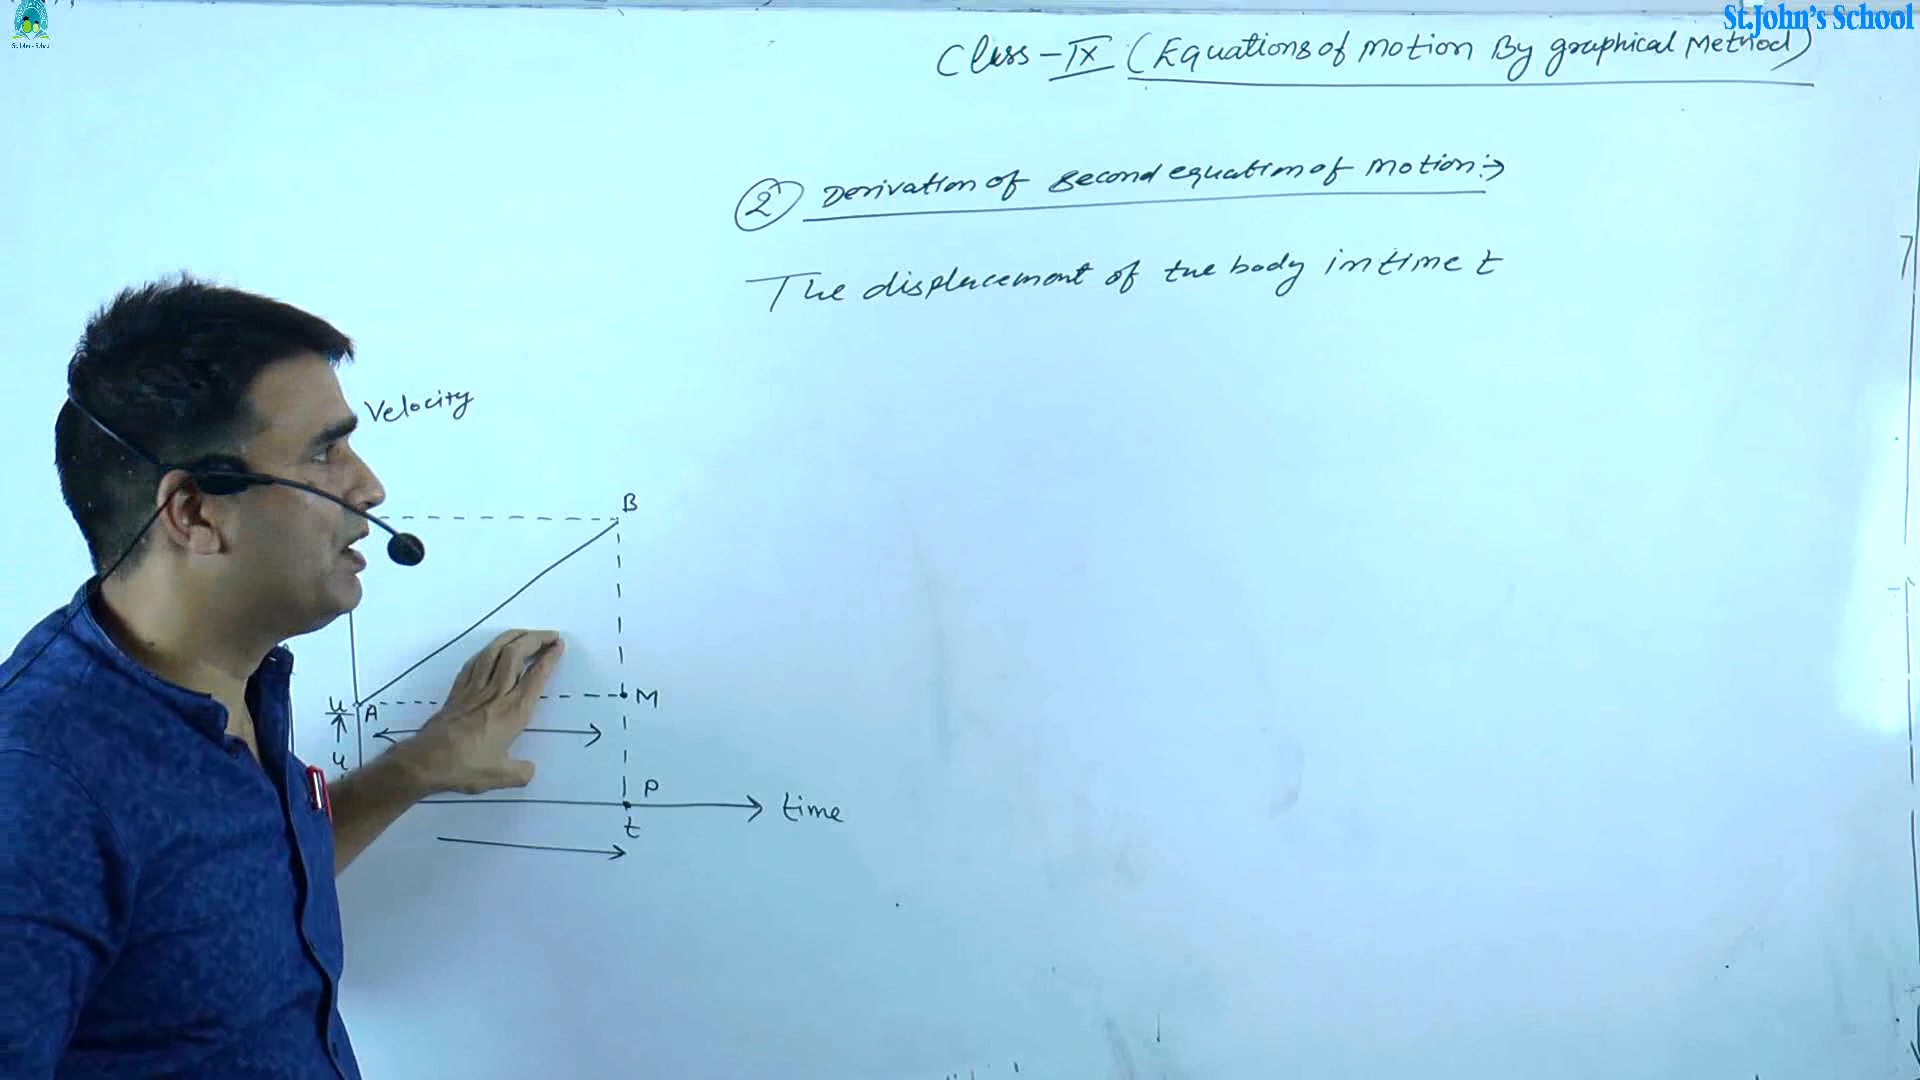 St.John's School
Class - IX (Equations of Motion By graphical Method)
2 Derivation of second equation of Motion:→
The displacement of the body in time t
Velocity
B
u
A
M
u
P
time
t